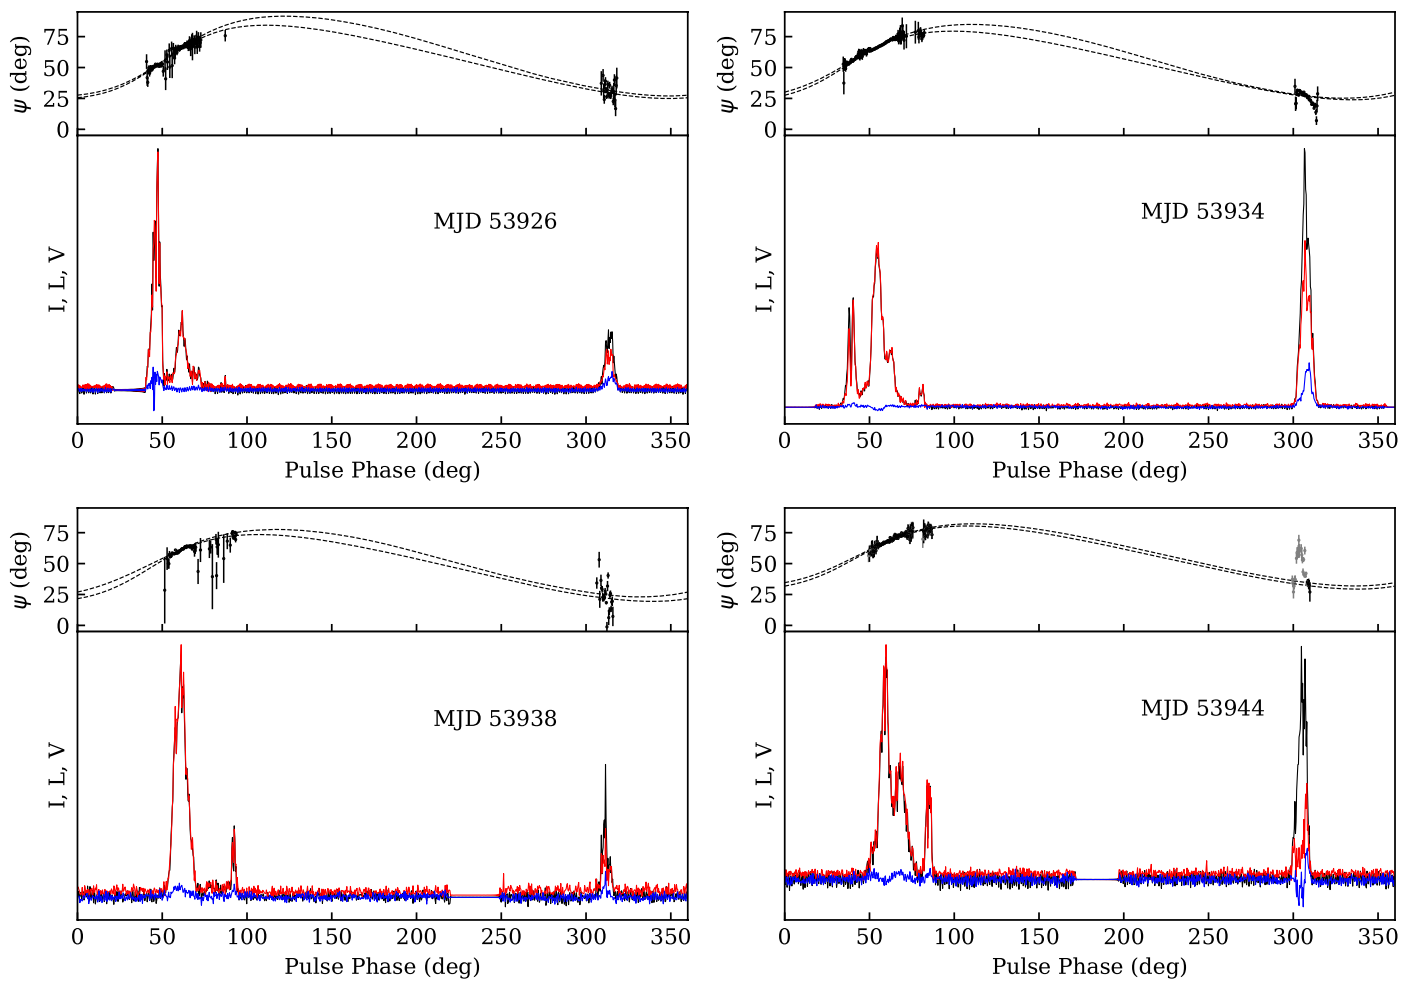 75
50
25
0
ψ (deg)
MJD 53926
I, L, V
0 50 100 150 200 250 300 350
Pulse Phase (deg)
75
50
25
0
ψ (deg)
MJD 53934
I, L, V
0 50 100 150 200 250 300 350
Pulse Phase (deg)
75
50
25
0
ψ (deg)
MJD 53938
I, L, V
0 50 100 150 200 250 300 350
Pulse Phase (deg)
75
50
25
0
ψ (deg)
MJD 53944
I, L, V
0 50 100 150 200 250 300 350
Pulse Phase (deg)